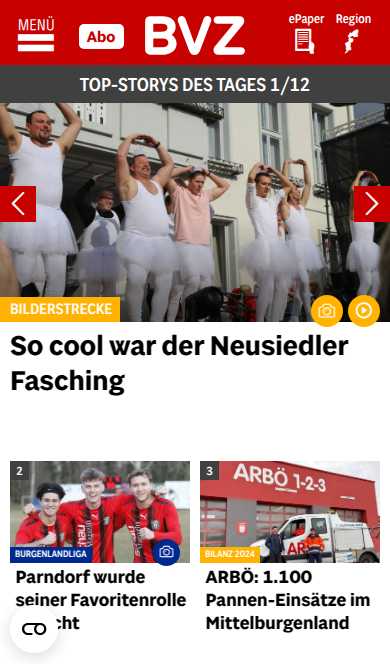 MENÜ
Abo
BVZ
ePaper
Region
TOP-STORYS DES TAGES 1/12
BILDERSTRECKE
So cool war der Neusiedler
Fasching
2
BURGENLANDLIGA
Parndorf wurde
seiner Favoritenrolle
cht
3
ARBÖ 1-2-3
BILANZ 2024
ARBÖ: 1.100
Pannen-Einsätze im
Mittelburgenland